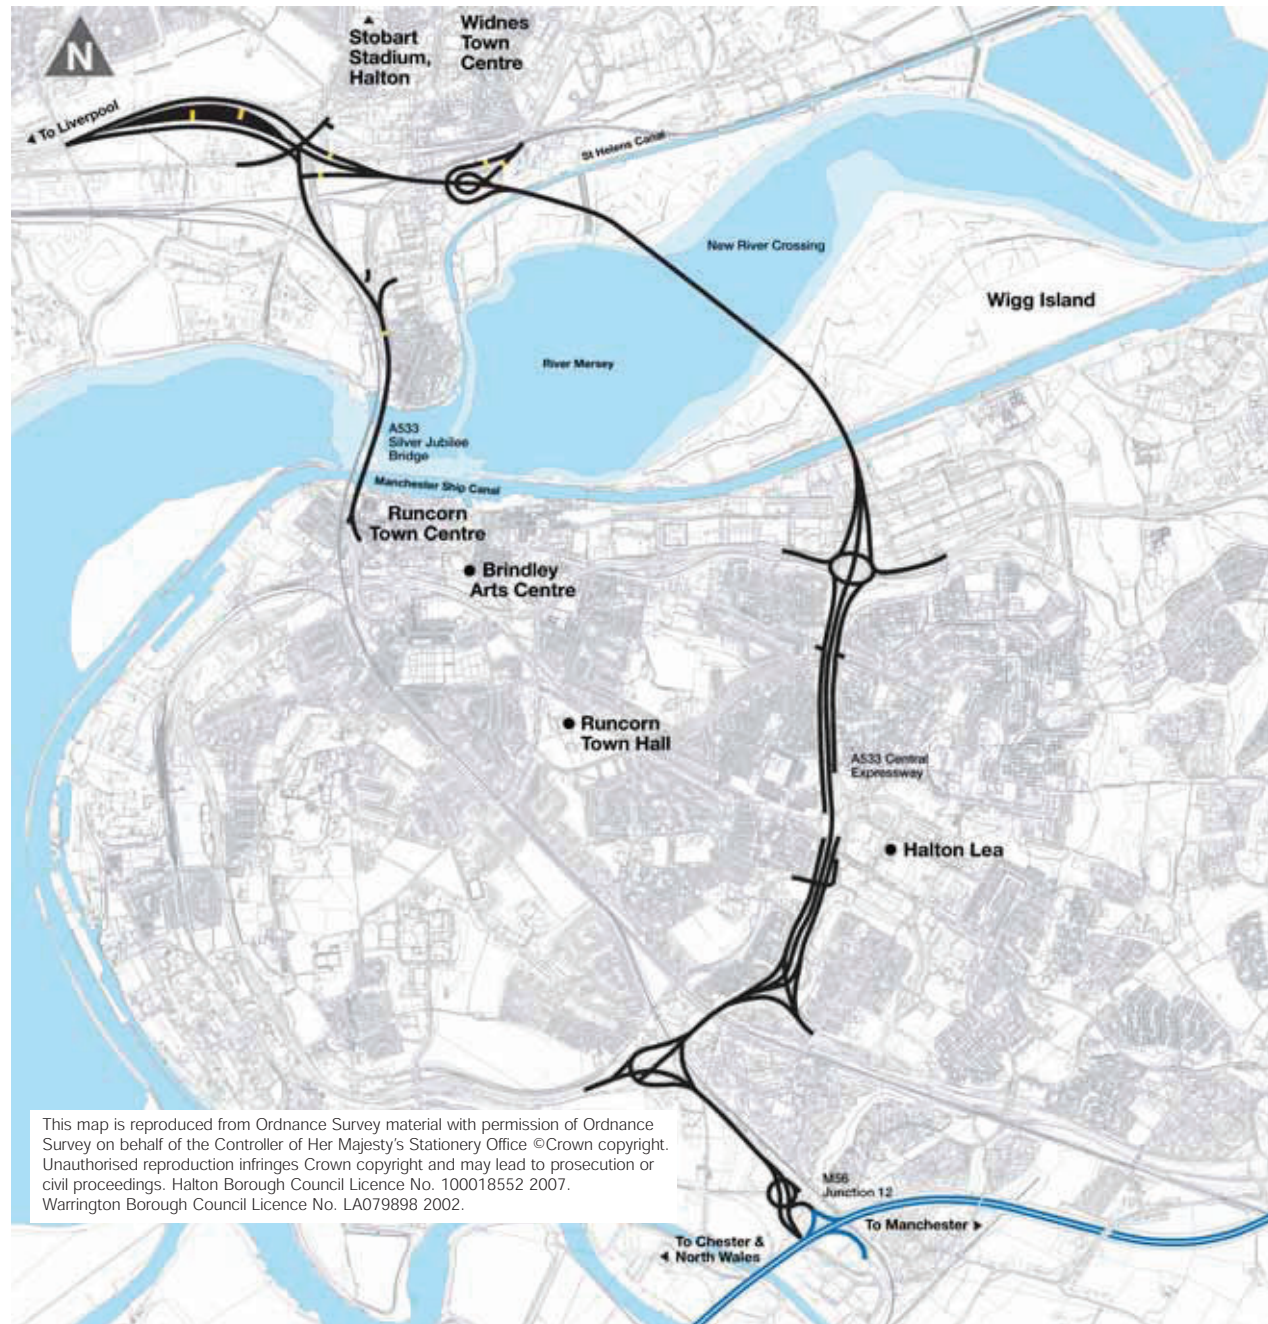 N
Stobart
Stadium,
Halton
Widnes
Town
Centre
To Liverpool
St Helens Canal
New River Crossing
Wigg Island
River Mersey
A533
Silver Jubilee
Bridge
Manchester Ship Canal
Runcorn
Town Centre
Brindley
Arts Centre
Runcorn
Town Hall
A533 Central
Expressway
Halton Lea
This map is reproduced from Ordnance Survey material with permission of Ordnance
Survey on behalf of the Controller of Her Majesty's Stationery Office ©Crown copyright.
Unauthorised reproduction infringes Crown copyright and may lead to prosecution or
civil proceedings. Halton Borough Council Licence No. 100018552 2007.
Warrington Borough Council Licence No. LA079898 2002.
M56
Junction 12
To Manchester
To Chester &
North Wales